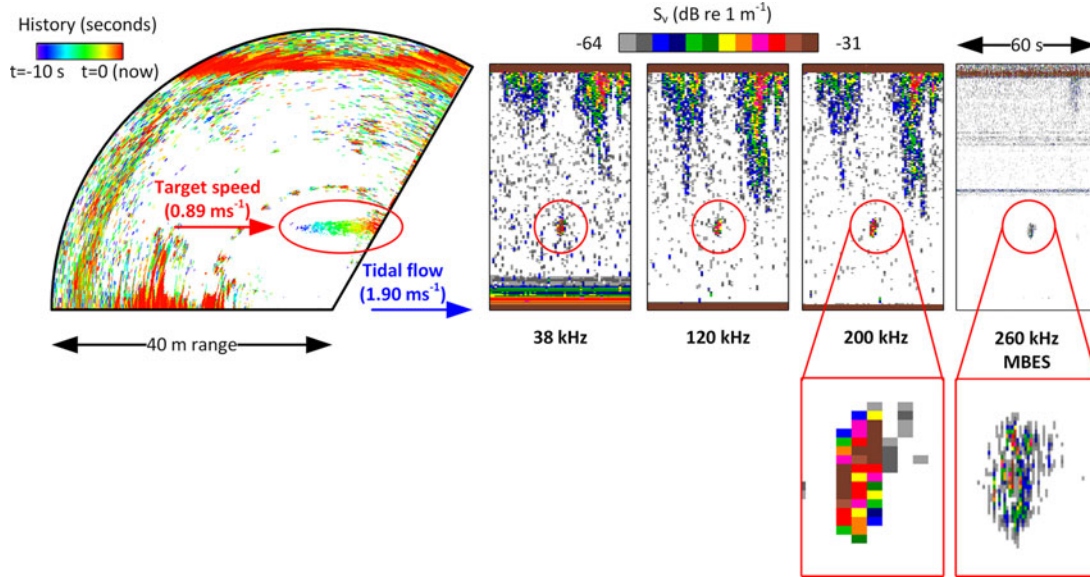 History (seconds)
t=-10 s t=0 (now)
Sᵥ (dB re 1 m⁻¹)
-64 -31
60 s
Target speed
(0.89 ms⁻¹)
Tidal flow
(1.90 ms⁻¹)
40 m range
38 kHz 120 kHz 200 kHz 260 kHz
MBES